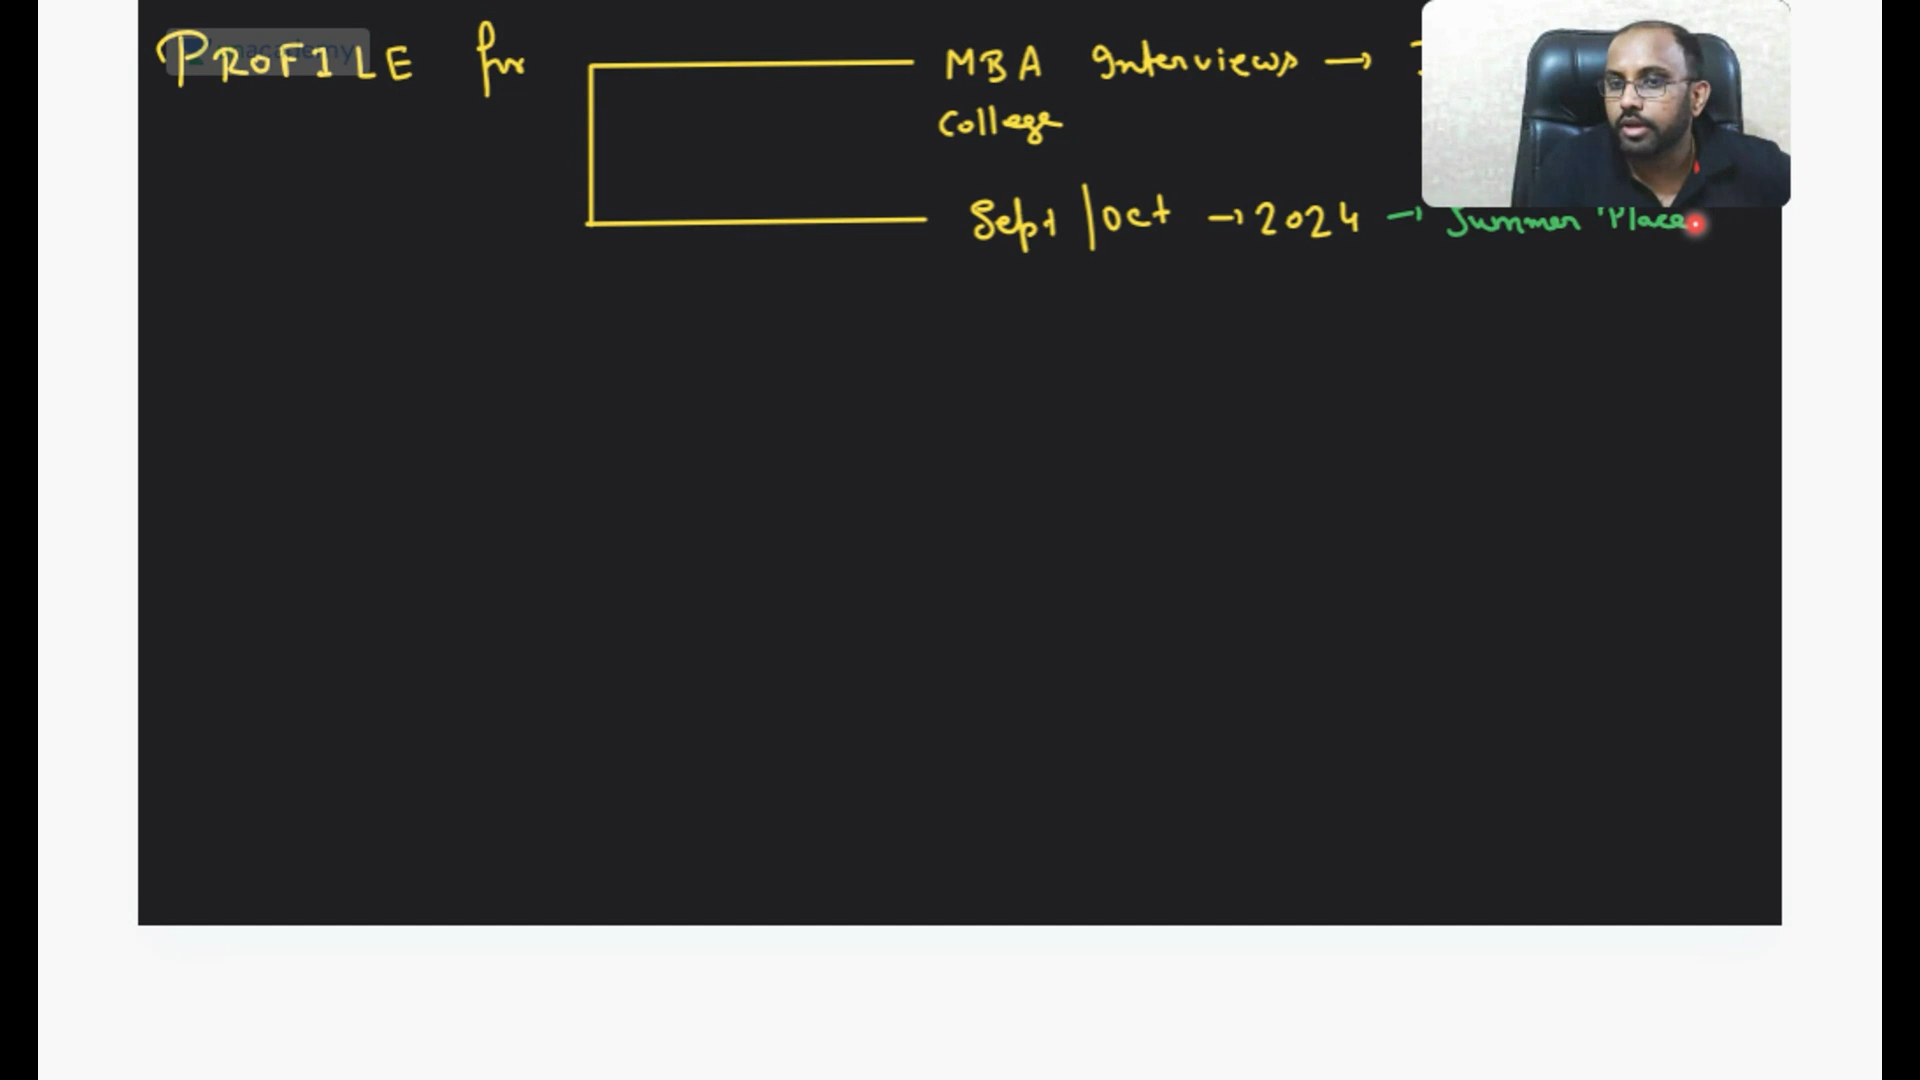 PROFILE for
MBA Interviews →
College
Sept | Oct → 2024 → Summer Place